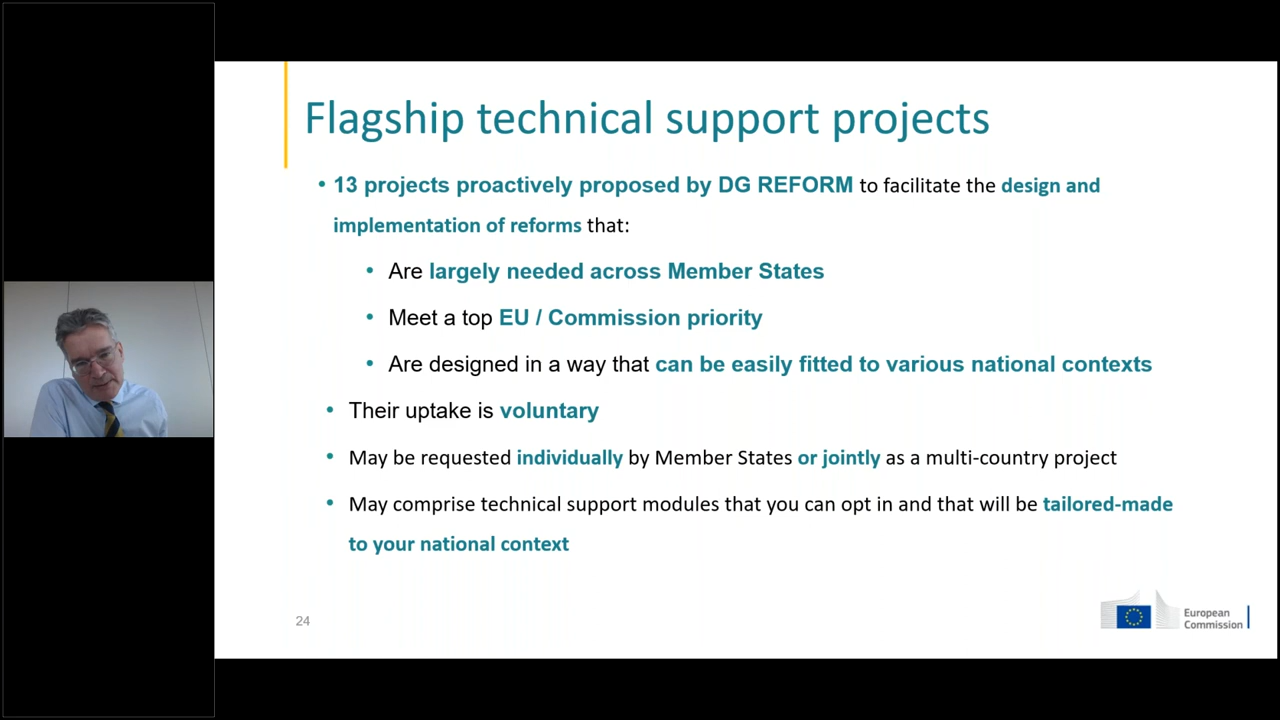 Flagship technical support projects
• 13 projects proactively proposed by DG REFORM to facilitate the design and
implementation of reforms that:
• Are largely needed across Member States
• Meet a top EU / Commission priority
• Are designed in a way that can be easily fitted to various national contexts
• Their uptake is voluntary
• May be requested individually by Member States or jointly as a multi-country project
• May comprise technical support modules that you can opt in and that will be tailored-made
to your national context
24
European
Commission